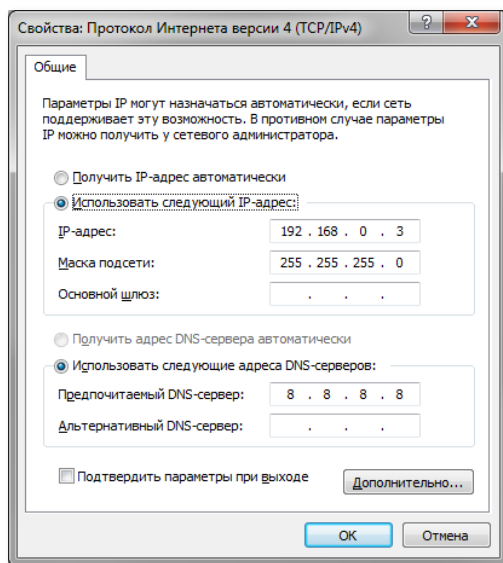 Свойства: Протокол Интернета версии 4 (TCP/IPv4)
Общие
Параметры IP могут назначаться автоматически, если сеть
поддерживает эту возможность. В противном случае параметры
IP можно получить у сетевого администратора.
Получить IP-адрес автоматически
Использовать следующий IP-адрес:
IP-адрес: 192 . 168 . 0 . 3
Маска подсети: 255 . 255 . 255 . 0
Основной шлюз: . . .
Получить адрес DNS-сервера автоматически
Использовать следующие адреса DNS-серверов:
Предпочитаемый DNS-сервер: 8 . 8 . 8 . 8
Альтернативный DNS-сервер: . . .
Подтвердить параметры при выходе
Дополнительно...
ОК Отмена